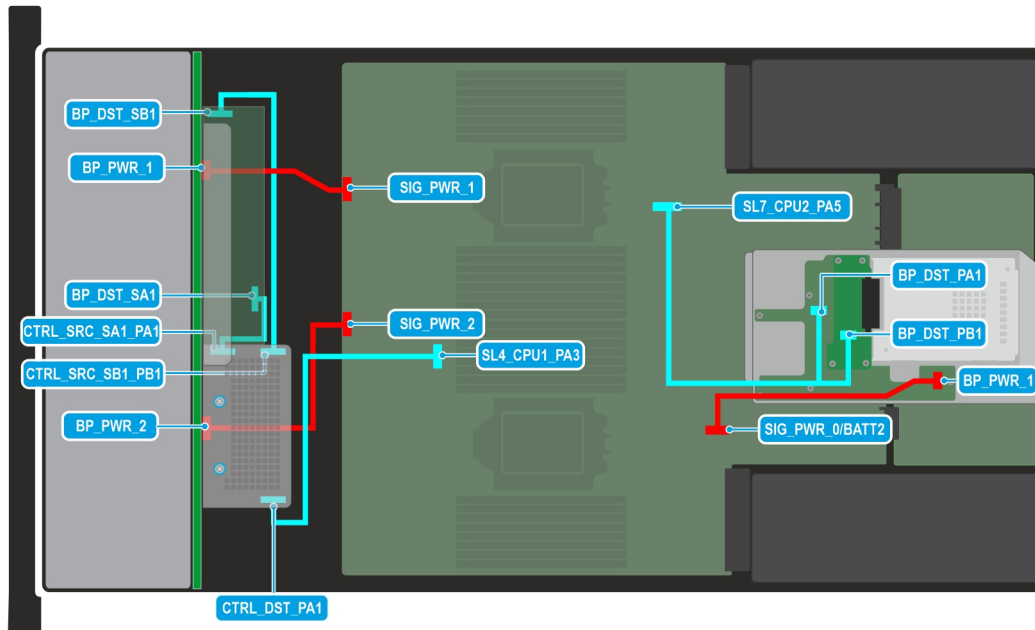 BP_DST_SB1
BP_PWR_1
SIG_PWR_1
SL7_CPU2_PA5
BP_DST_PA1
BP_DST_SA1
SIG_PWR_2
CTRL_SRC_SA1_PA1
BP_DST_PB1
SL4_CPU1_PA3
CTRL_SRC_SB1_PB1
BP_PWR_1
BP_PWR_2
SIG_PWR_0/BATT2
CTRL_DST_PA1